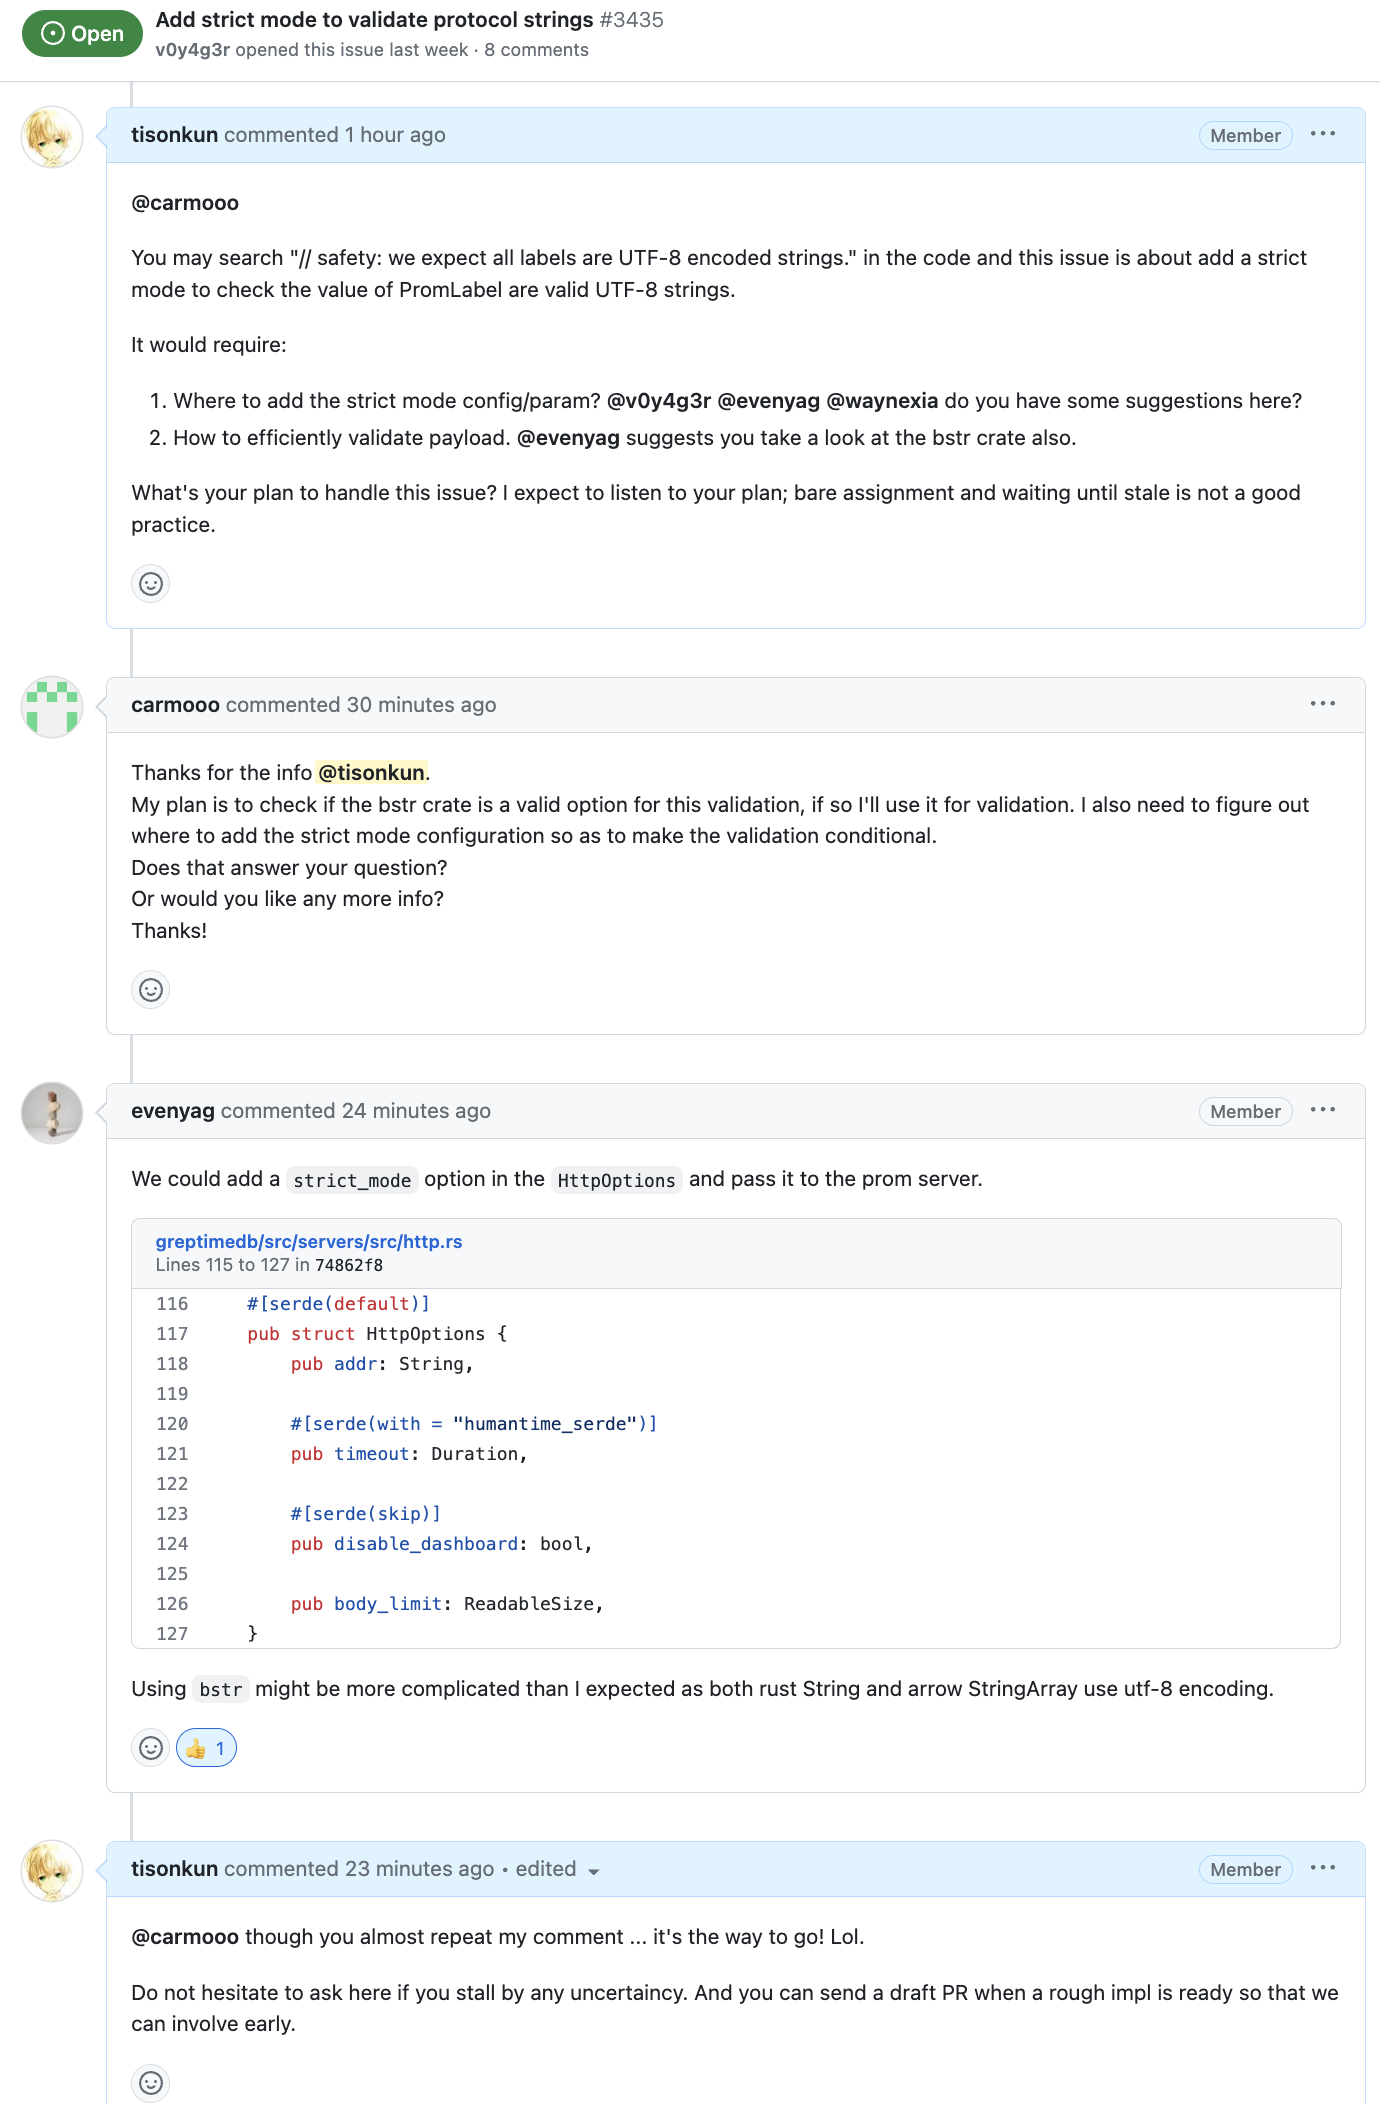 Open
Add strict mode to validate protocol strings #3435
v0y4g3r opened this issue last week · 8 comments
tisonkun commented 1 hour ago
Member
@carmooo
You may search "// safety: we expect all labels are UTF-8 encoded strings." in the code and this issue is about add a strict
mode to check the value of PromLabel are valid UTF-8 strings.
It would require:
1. Where to add the strict mode config/param? @v0y4g3r @evenyag @waynexia do you have some suggestions here?
2. How to efficiently validate payload. @evenyag suggests you take a look at the bstr crate also.
What's your plan to handle this issue? I expect to listen to your plan; bare assignment and waiting until stale is not a good
practice.
carmooo commented 30 minutes ago
Thanks for the info @tisonkun.
My plan is to check if the bstr crate is a valid option for this validation, if so I'll use it for validation. I also need to figure out
where to add the strict mode configuration so as to make the validation conditional.
Does that answer your question?
Or would you like any more info?
Thanks!
evenyag commented 24 minutes ago
Member
We could add a strict_mode option in the HttpOptions and pass it to the prom server.
greptimedb/src/servers/src/http.rs
Lines 115 to 127 in 74862f8
116 #[serde(default)]
117 pub struct HttpOptions {
118 pub addr: String,
119
120 #[serde(with = "humantime_serde")]
121 pub timeout: Duration,
122
123 #[serde(skip)]
124 pub disable_dashboard: bool,
125
126 pub body_limit: ReadableSize,
127 }
Using bstr might be more complicated than I expected as both rust String and arrow StringArray use utf-8 encoding.
👍 1
tisonkun commented 23 minutes ago • edited
Member
@carmooo though you almost repeat my comment ... it's the way to go! Lol.
Do not hesitate to ask here if you stall by any uncertaincy. And you can send a draft PR when a rough impl is ready so that we
can involve early.